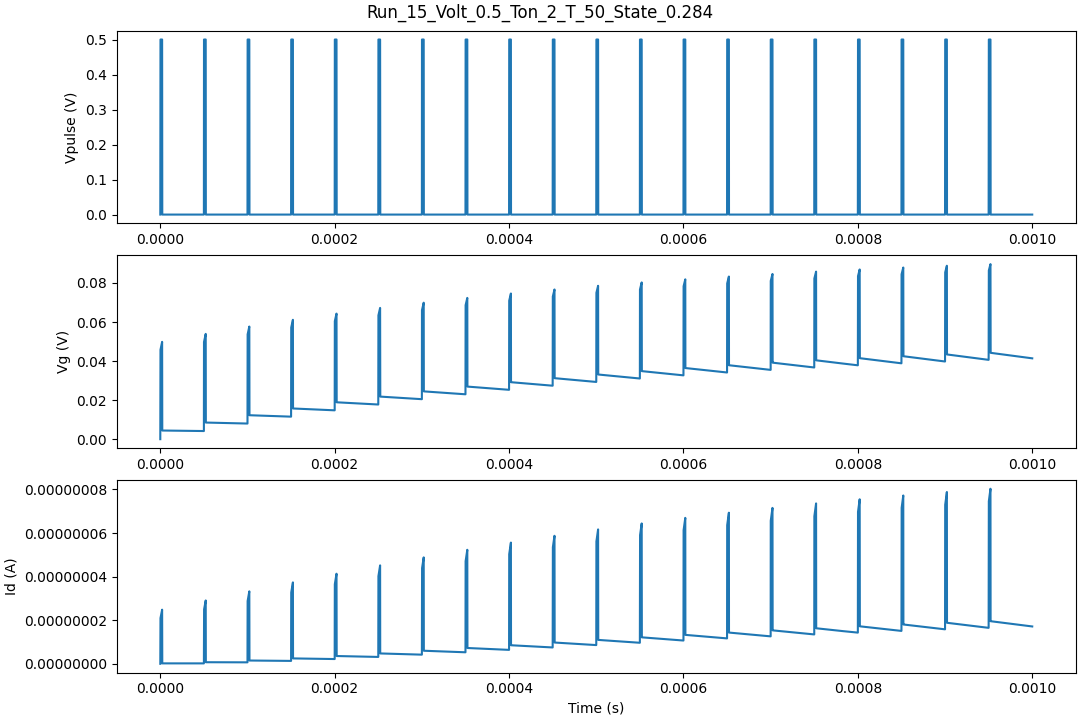 Run_15_Volt_0.5_Ton_2_T_50_State_0.284
Vpulse (V)
0.5
0.4
0.3
0.2
0.1
0.0
0.0000 0.0002 0.0004 0.0006 0.0008 0.0010
Vg (V)
0.08
0.06
0.04
0.02
0.00
0.0000 0.0002 0.0004 0.0006 0.0008 0.0010
Id (A)
0.00000008
0.00000006
0.00000004
0.00000002
0.00000000
0.0000 0.0002 0.0004 0.0006 0.0008 0.0010
Time (s)